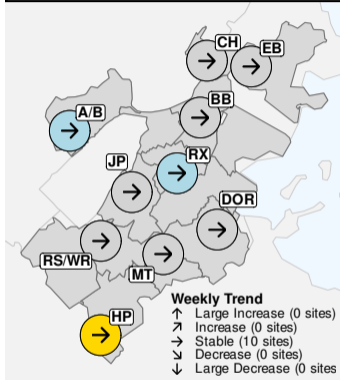 CH
EB
BB
A/B
RX
JP
DOR
RS/WR
MT
HP
Weekly Trend
↑ Large Increase (0 sites)
↗ Increase (0 sites)
→ Stable (10 sites)
↘ Decrease (0 sites)
↓ Large Decrease (0 sites